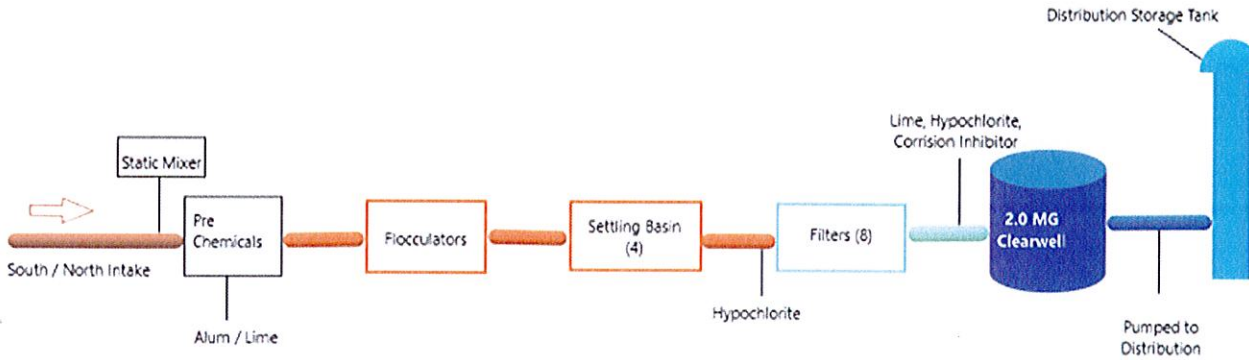 Distribution Storage Tank
Static Mixer
Lime, Hypochlorite,
Corrision Inhibitor
Pre
Chemicals
Flocculators
Settling Basin
(4)
Filters (8)
2.0 MG
Clearwell
South / North Intake
Alum / Lime
Hypochlorite
Pumped to
Distribution